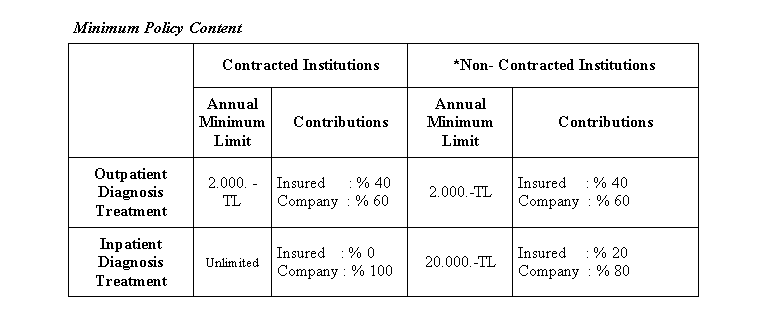 Minimum Policy Content
Contracted Institutions
*Non- Contracted Institutions
Annual
Minimum
Limit
Contributions
Annual
Minimum
Limit
Contributions
Outpatient
Diagnosis
Treatment
2.000. -
TL
Insured : % 40
Company : % 60
2.000.-TL
Insured : % 40
Company : % 60
Inpatient
Diagnosis
Treatment
Unlimited
Insured : % 0
Company : % 100
20.000.-TL
Insured : % 20
Company : % 80